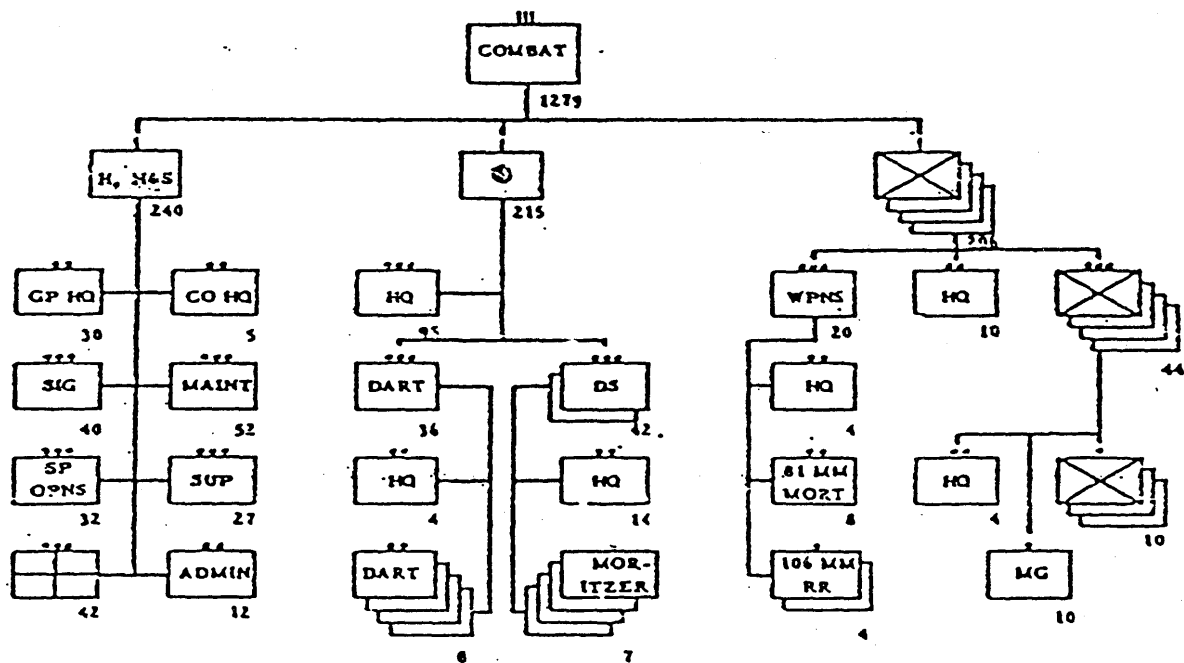 COMBAT
1279
H, H&S
240
215
GP HQ
30
CO HQ
5
HQ
95
WPNS
20
HQ
10
44
SIG
40
MAINT
52
DART
36
DS
42
HQ
4
SP
OPNS
32
SUP
27
HQ
4
HQ
14
81 MM
MORT
8
HQ
4
10
42
ADMIN
12
DART
6
MOR-
ITZER
7
106 MM
RR
4
MG
10